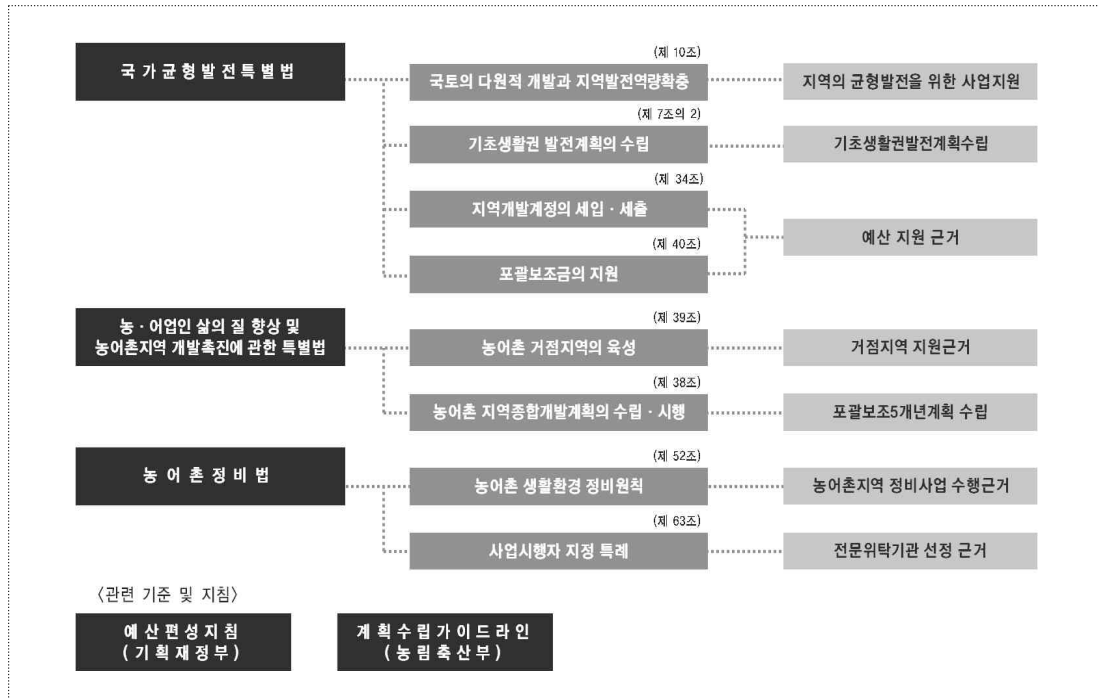 국가균형발전특별법
(제 10조)
국토의 다원적 개발과 지역발전역량확충
지역의 균형발전을 위한 사업지원
(제 7조의 2)
기초생활권 발전계획의 수립
기초생활권발전계획수립
(제 34조)
지역개발계정의 세입·세출
예산 지원 근거
(제 40조)
포괄보조금의 지원
농·어업인 삶의 질 향상 및
농어촌지역 개발촉진에 관한 특별법
(제 39조)
농어촌 거점지역의 육성
거점지역 지원근거
(제 38조)
농어촌 지역종합개발계획의 수립·시행
포괄보조5개년계획 수립
농어촌정비법
(제 52조)
농어촌 생활환경 정비원칙
농어촌지역 정비사업 수행근거
(제 63조)
사업시행자 지정 특례
전문위탁기관 선정 근거
〈관련 기준 및 지침〉
예산편성지침
(기획재정부)
계획수립가이드라인
(농림축산부)